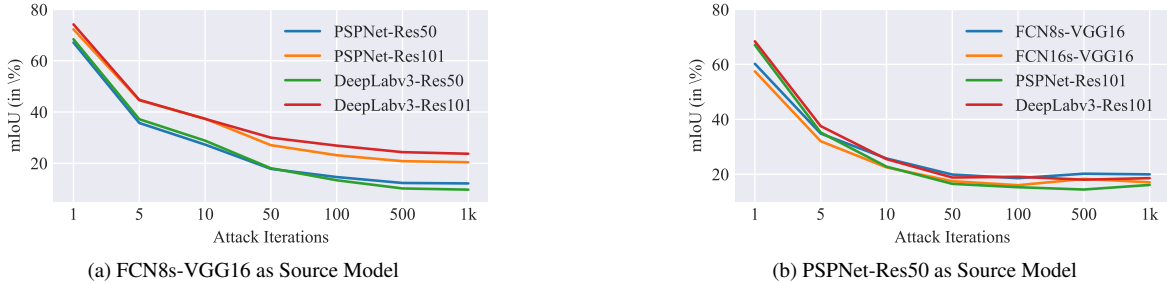 80
60
40
20
mIoU (in \%)
1 5 10 50 100 500 1k
Attack Iterations
PSPNet-Res50
PSPNet-Res101
DeepLabv3-Res50
DeepLabv3-Res101
(a) FCN8s-VGG16 as Source Model
80
60
40
20
mIoU (in \%)
1 5 10 50 100 500 1k
Attack Iterations
FCN8s-VGG16
FCN16s-VGG16
PSPNet-Res101
DeepLabv3-Res101
(b) PSPNet-Res50 as Source Model